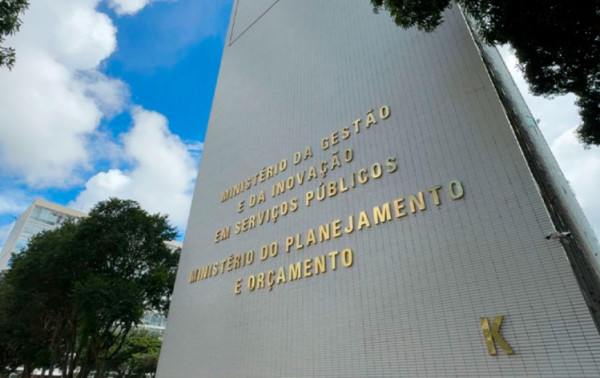 MINISTÉRIO DA GESTÃO
E DA INOVAÇÃO
EM SERVIÇOS PÚBLICOS
MINISTÉRIO DO PLANEJAMENTO
E ORÇAMENTO
K